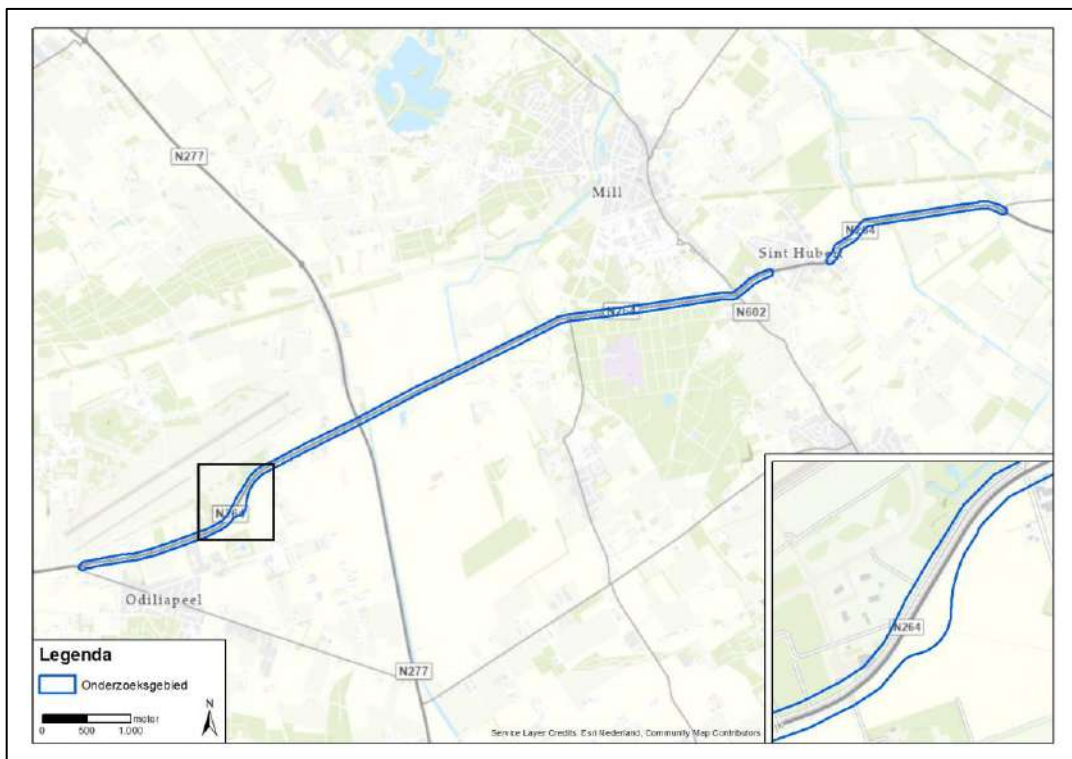 N277
Mill
N264
Sint Hubert
N264
N602
N264
Odiliapeel
N277
N264
Legenda
Onderzoeksgebied
meter
0 500 1.000
N
Service Layer Credits: Esri Nederland, Community Map Contributors